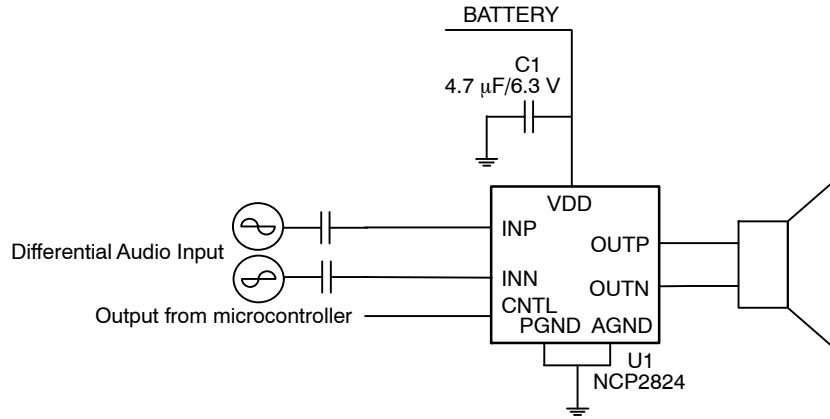 BATTERY
C1
4.7 μF/6.3 V
VDD
INP
OUTP
Differential Audio Input
INN
OUTN
CNTL
Output from microcontroller
PGND AGND
U1
NCP2824